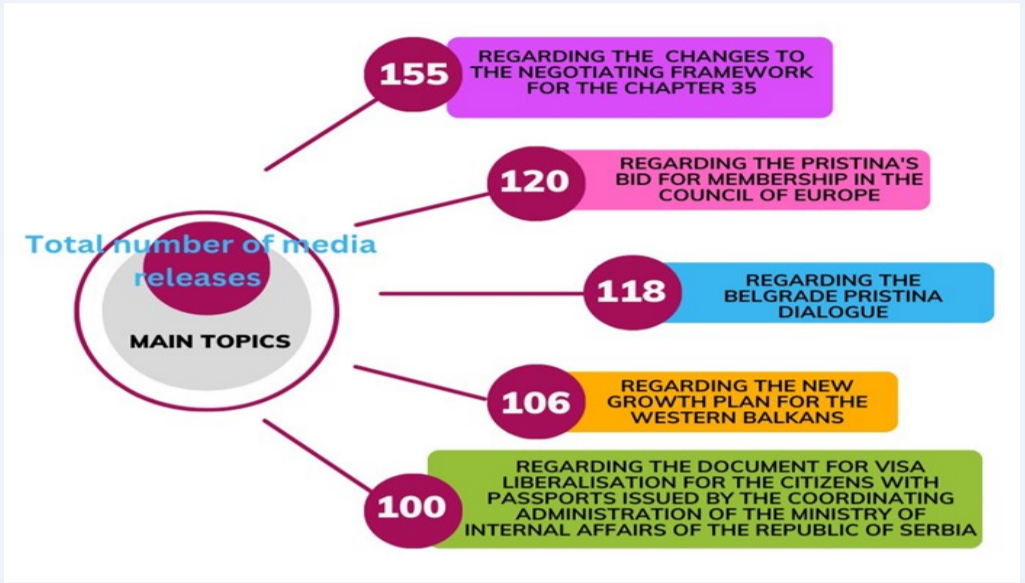 155
REGARDING THE CHANGES TO
THE NEGOTIATING FRAMEWORK
FOR THE CHAPTER 35
120
REGARDING THE PRISTINA'S
BID FOR MEMBERSHIP IN THE
COUNCIL OF EUROPE
Total number of media
releases
MAIN TOPICS
118
REGARDING THE
BELGRADE PRISTINA
DIALOGUE
106
REGARDING THE NEW
GROWTH PLAN FOR THE
WESTERN BALKANS
100
REGARDING THE DOCUMENT FOR VISA
LIBERALISATION FOR THE CITIZENS WITH
PASSPORTS ISSUED BY THE COORDINATING
ADMINISTRATION OF THE MINISTRY OF
INTERNAL AFFAIRS OF THE REPUBLIC OF SERBIA